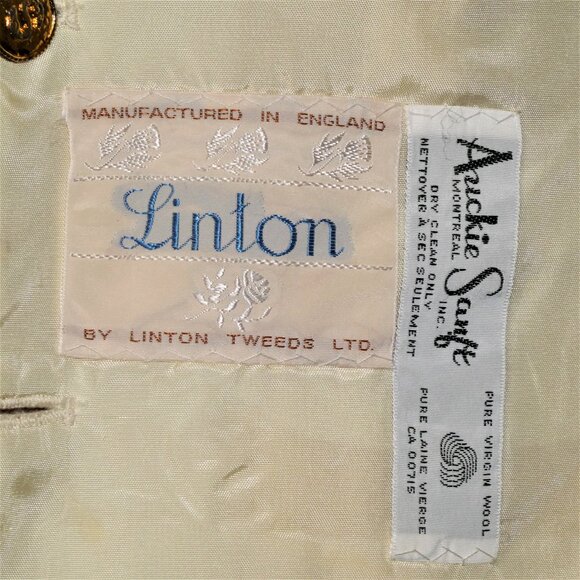 MANUFACTURED IN ENGLAND
Linton
BY LINTON TWEEDS LTD.
Auckie Sanft
MONTREAL INC.
DRY CLEAN ONLY
NETTOYER À SEC SEULEMENT
PURE VIRGIN WOOL
PURE LAINE VIERGE
CA 00715